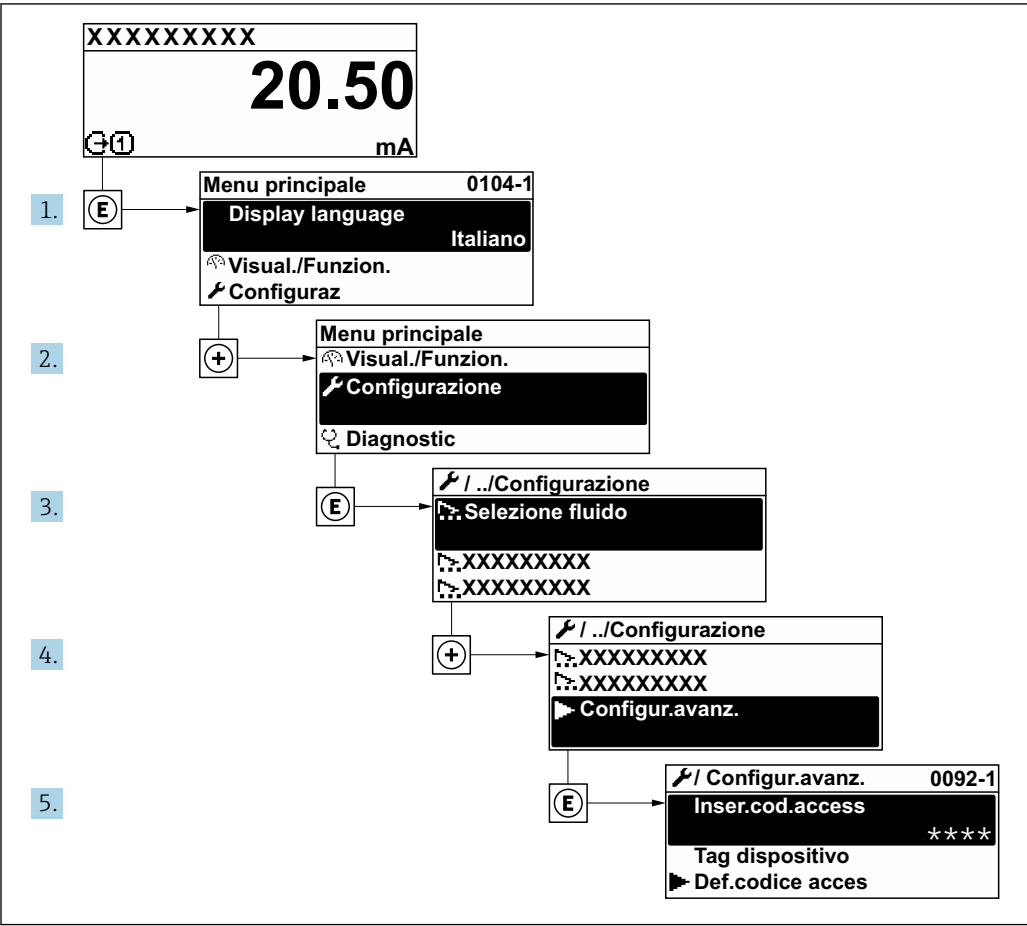 XXXXXXXXX
20.50
1 mA
1. E
Menu principale 0104-1
Display language
Italiano
Visual./Funzion.
Configuraz
2. +
Menu principale
Visual./Funzion.
Configurazione
Diagnostic
3. E
/ ../Configurazione
Selezione fluido
XXXXXXXXX
XXXXXXXXX
4. +
/ ../Configurazione
XXXXXXXXX
XXXXXXXXX
Configur.avanz.
5. E
/ Configur.avanz. 0092-1
Inser.cod.access
****
Tag dispositivo
Def.codice acces